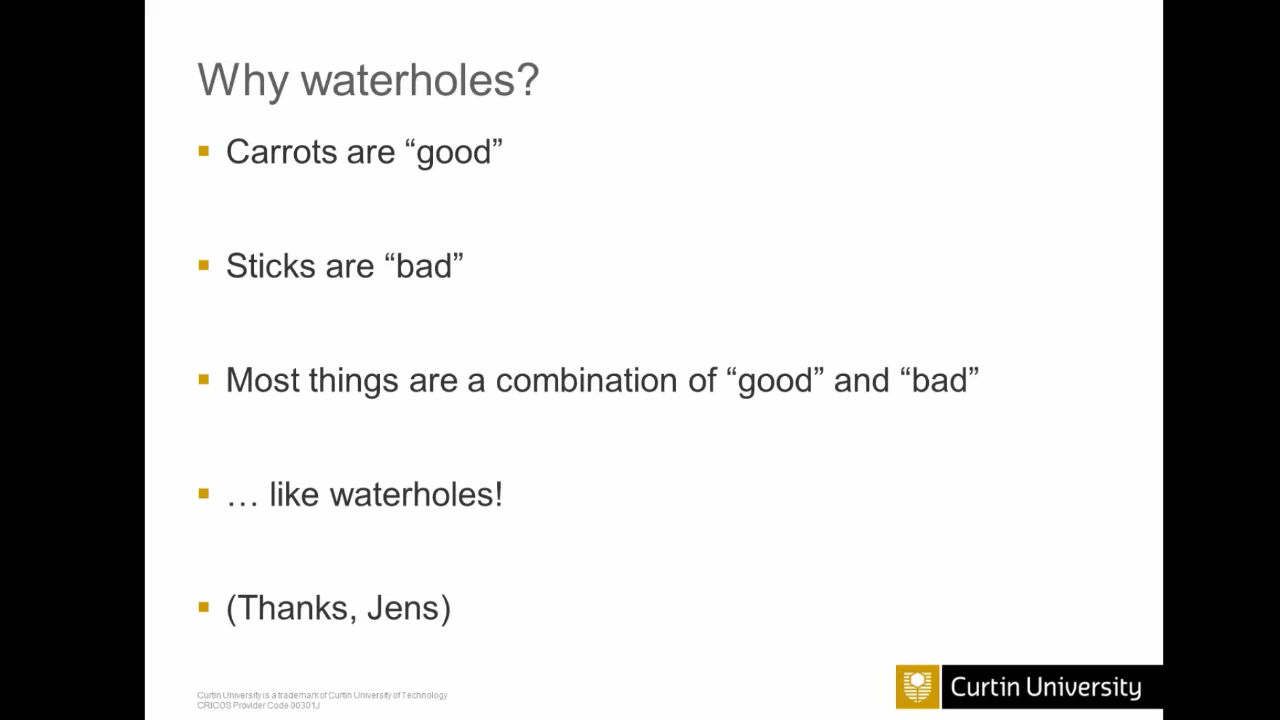 Why waterholes?
Carrots are “good”
Sticks are “bad”
Most things are a combination of “good” and “bad”
… like waterholes!
(Thanks, Jens)
Curtin University is a trademark of Curtin University of Technology
CRICOS Provider Code 00301J
Curtin University